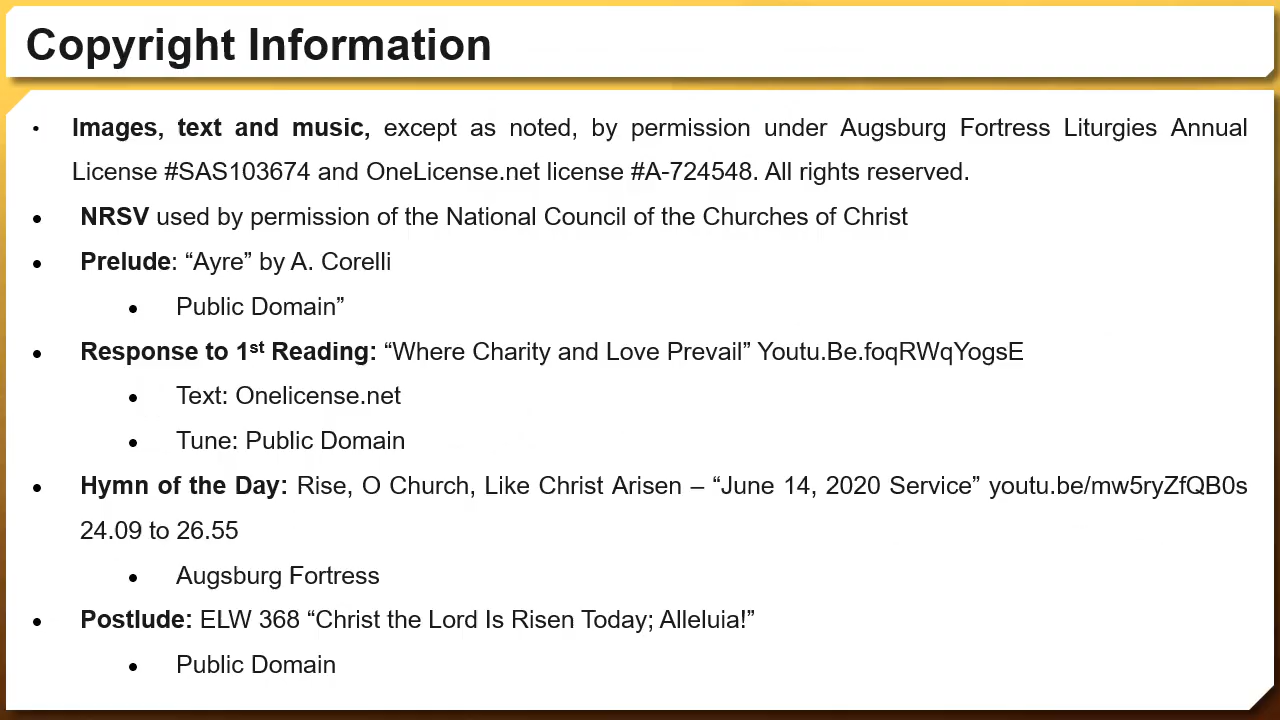 Copyright Information
• Images, text and music, except as noted, by permission under Augsburg Fortress Liturgies Annual
License #SAS103674 and OneLicense.net license #A-724548. All rights reserved.
• NRSV used by permission of the National Council of the Churches of Christ
• Prelude: “Ayre” by A. Corelli
• Public Domain”
• Response to 1st Reading: “Where Charity and Love Prevail” Youtu.Be.foqRWqYogsE
• Text: Onelicense.net
• Tune: Public Domain
• Hymn of the Day: Rise, O Church, Like Christ Arisen – “June 14, 2020 Service” youtu.be/mw5ryZfQB0s
24.09 to 26.55
• Augsburg Fortress
• Postlude: ELW 368 “Christ the Lord Is Risen Today; Alleluia!”
• Public Domain